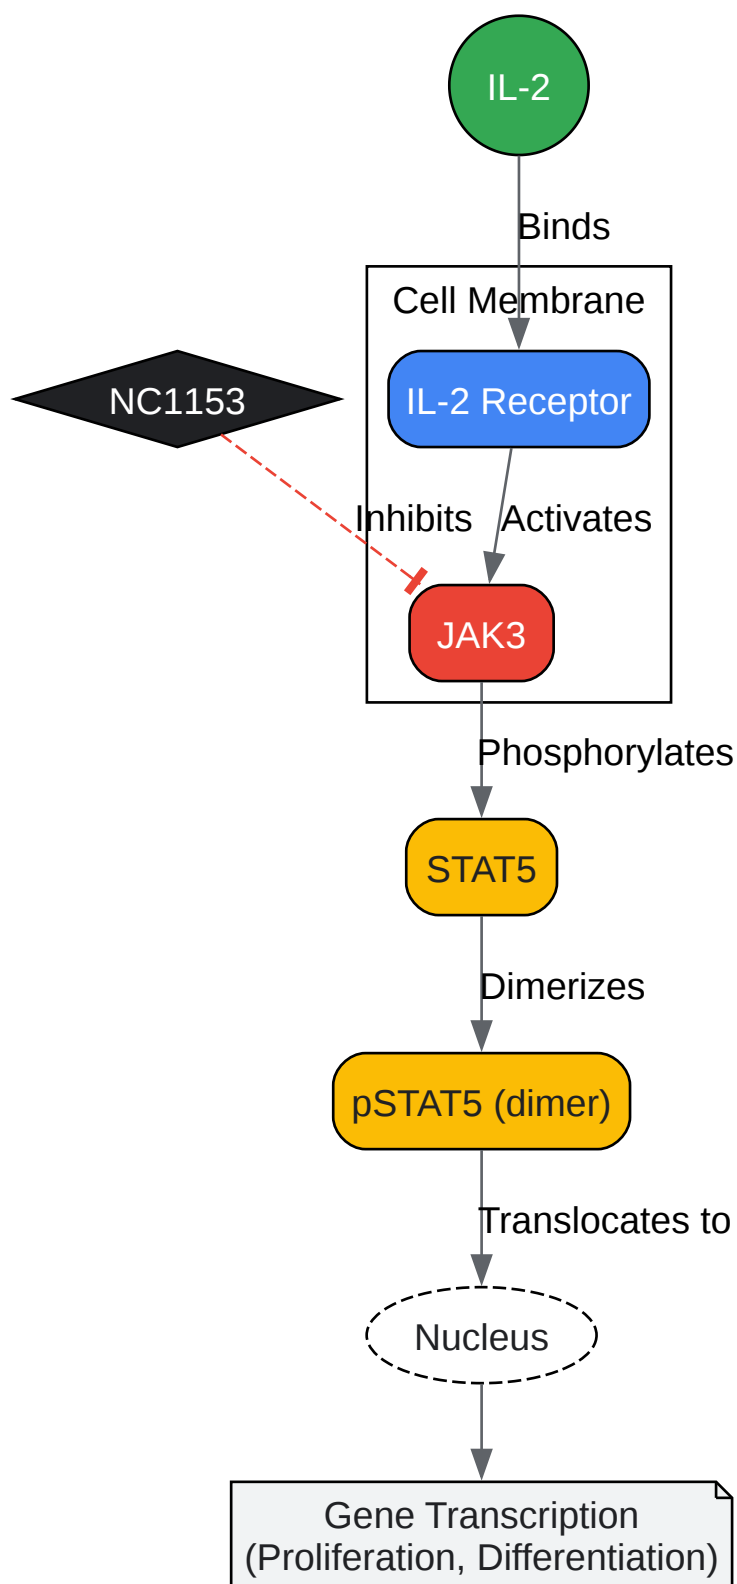 IL-2
Binds
Cell Membrane
NC1153
IL-2 Receptor
Inhibits
Activates
JAK3
Phosphorylates
STAT5
Dimerizes
pSTAT5 (dimer)
Translocates to
Nucleus
Gene Transcription
(Proliferation, Differentiation)